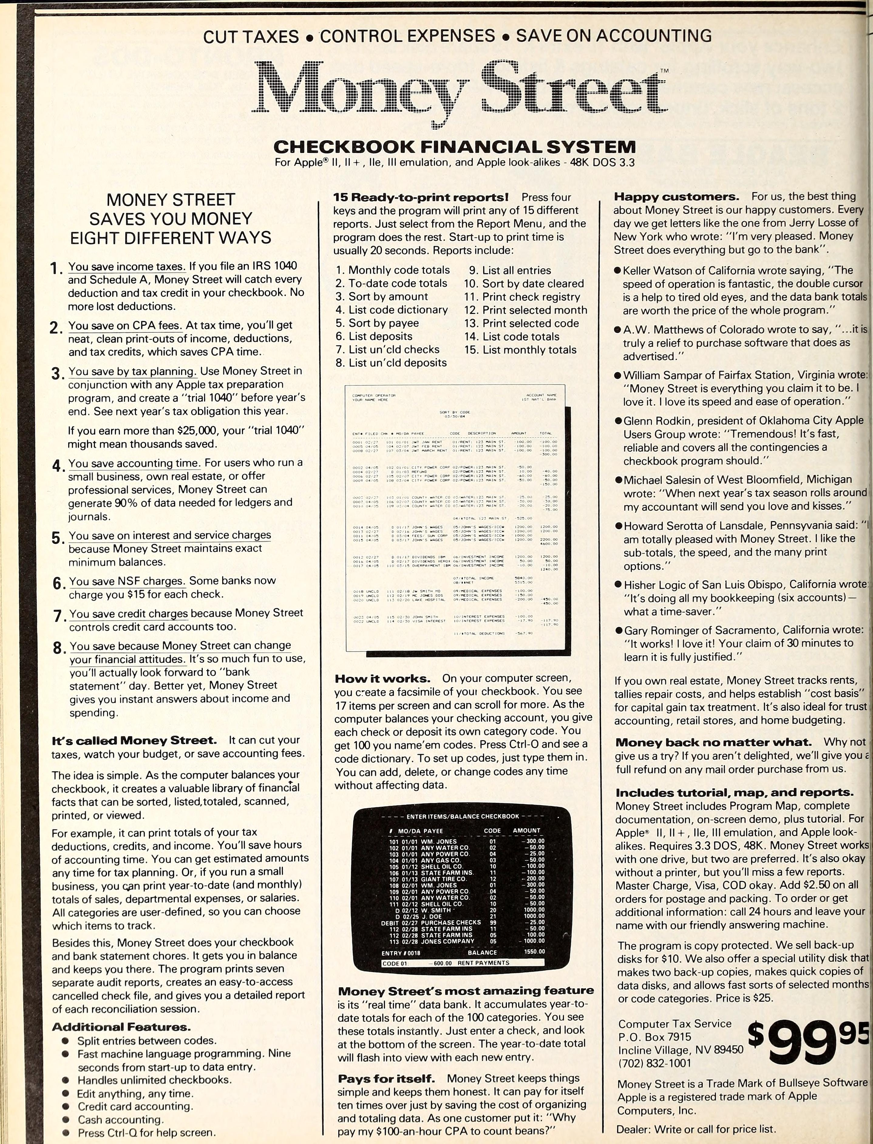 CUT TAXES • CONTROL EXPENSES • SAVE ON ACCOUNTING
Money Street™
CHECKBOOK FINANCIAL SYSTEM
For Apple® II, II+, IIe, III emulation, and Apple look-alikes - 48K DOS 3.3
MONEY STREET
SAVES YOU MONEY
EIGHT DIFFERENT WAYS
1. You save income taxes. If you file an IRS 1040
and Schedule A, Money Street will catch every
deduction and tax credit in your checkbook. No
more lost deductions.
2. You save on CPA fees. At tax time, you'll get
neat, clean print-outs of income, deductions,
and tax credits, which saves CPA time.
3. You save by tax planning. Use Money Street in
conjunction with any Apple tax preparation
program, and create a "trial 1040" before year's
end. See next year's tax obligation this year.
If you earn more than $25,000, your "trial 1040"
might mean thousands saved.
4. You save accounting time. For users who run a
small business, own real estate, or offer
professional services, Money Street can
generate 90% of data needed for ledgers and
journals.
5. You save on interest and service charges
because Money Street maintains exact
minimum balances.
6. You save NSF charges. Some banks now
charge you $15 for each check.
7. You save credit charges because Money Street
controls credit card accounts too.
8. You save because Money Street can change
your financial attitudes. It's so much fun to use,
you'll actually look forward to "bank
statement" day. Better yet, Money Street
gives you instant answers about income and
spending.
It's called Money Street. It can cut your
taxes, watch your budget, or save accounting fees.
The idea is simple. As the computer balances your
checkbook, it creates a valuable library of financial
facts that can be sorted, listed,totaled, scanned,
printed, or viewed.
For example, it can print totals of your tax
deductions, credits, and income. You'll save hours
of accounting time. You can get estimated amounts
any time for tax planning. Or, if you run a small
business, you can print year-to-date (and monthly)
totals of sales, departmental expenses, or salaries.
All categories are user-defined, so you can choose
which items to track.
Besides this, Money Street does your checkbook
and bank statement chores. It gets you in balance
and keeps you there. The program prints seven
separate audit reports, creates an easy-to-access
cancelled check file, and gives you a detailed report
of each reconciliation session.
Additional Features.
● Split entries between codes.
● Fast machine language programming. Nine
seconds from start-up to data entry.
● Handles unlimited checkbooks.
● Edit anything, any time.
● Credit card accounting.
● Cash accounting.
● Press Ctrl-Q for help screen.
15 Ready-to-print reports! Press four
keys and the program will print any of 15 different
reports. Just select from the Report Menu, and the
program does the rest. Start-up to print time is
usually 20 seconds. Reports include:
1. Monthly code totals
2. To-date code totals
3. Sort by amount
4. List code dictionary
5. Sort by payee
6. List deposits
7. List un'cld checks
8. List un'cld deposits
9. List all entries
10. Sort by date cleared
11. Print check registry
12. Print selected month
13. Print selected code
14. List code totals
15. List monthly totals
COMPUTER OPERATOR ACCOUNT NAME
YOUR NAME HERE 1ST NAT'L BANK
SORT BY CODE
How it works. On your computer screen,
you create a facsimile of your checkbook. You see
17 items per screen and can scroll for more. As the
computer balances your checking account, you give
each check or deposit its own category code. You
get 100 you name'em codes. Press Ctrl-O and see a
code dictionary. To set up codes, just type them in.
You can add, delete, or change codes any time
without affecting data.
---- ENTER ITEMS/BALANCE CHECKBOOK ----
# MO/DA PAYEE CODE AMOUNT
101 01/01 WM. JONES 01 -300.00
102 01/01 ANY WATER CO. 02 -50.00
103 01/01 ANY POWER CO. 04 -25.00
104 01/01 ANY GAS CO. 03 -50.00
105 01/12 SHELL OIL CO. 10 -100.00
106 01/13 STATE FARM INS. 11 -50.00
107 01/13 GIANT TIRE CO. 12 -200.00
108 02/01 WM. JONES 01 -300.00
109 02/01 ANY POWER CO. 04 -50.00
110 02/01 ANY WATER CO. 02 -50.00
111 02/12 SHELL OIL CO. 10 -50.00
D 02/12 W. SMITH 20 1000.00
D 02/25 J. DOE 21 1000.00
DEBIT 02/27 PURCHASE CHECKS 99 -25.00
112 02/28 STATE FARM INS 11 -50.00
112 02/28 STATE FARM INS 05 100.00
113 02/28 JONES COMPANY 05 -1000.00
ENTRY #0018 BALANCE 1550.00
CODE 01 -600.00 RENT PAYMENTS
Money Street's most amazing feature
is its "real time" data bank. It accumulates year-to-
date totals for each of the 100 categories. You see
these totals instantly. Just enter a check, and look
at the bottom of the screen. The year-to-date total
will flash into view with each new entry.
Pays for itself. Money Street keeps things
simple and keeps them honest. It can pay for itself
ten times over just by saving the cost of organizing
and totaling data. As one customer put it: "Why
pay my $100-an-hour CPA to count beans?"
Happy customers. For us, the best thing
about Money Street is our happy customers. Every
day we get letters like the one from Jerry Losse of
New York who wrote: "I'm very pleased. Money
Street does everything but go to the bank".
● Keller Watson of California wrote saying, "The
speed of operation is fantastic, the double cursor
is a help to tired old eyes, and the data bank totals
are worth the price of the whole program."
● A.W. Matthews of Colorado wrote to say, "...it is
truly a relief to purchase software that does as
advertised."
● William Sampar of Fairfax Station, Virginia wrote:
"Money Street is everything you claim it to be. I
love it. I love its speed and ease of operation."
● Glenn Rodkin, president of Oklahoma City Apple
Users Group wrote: "Tremendous! It's fast,
reliable and covers all the contingencies a
checkbook program should."
● Michael Salesin of West Bloomfield, Michigan
wrote: "When next year's tax season rolls around
my accountant will send you love and kisses."
● Howard Serotta of Lansdale, Pennsyvania said: "I
am totally pleased with Money Street. I like the
sub-totals, the speed, and the many print
options."
● Hisher Logic of San Luis Obispo, California wrote
"It's doing all my bookkeeping (six accounts) —
what a time-saver."
● Gary Rominger of Sacramento, California wrote:
"It works! I love it! Your claim of 30 minutes to
learn it is fully justified."
If you own real estate, Money Street tracks rents,
tallies repair costs, and helps establish "cost basis"
for capital gain tax treatment. It's also ideal for trust
accounting, retail stores, and home budgeting.
Money back no matter what. Why not
give us a try? If you aren't delighted, we'll give you a
full refund on any mail order purchase from us.
Includes tutorial, map, and reports.
Money Street includes Program Map, complete
documentation, on-screen demo, plus tutorial. For
Apple® II, II+, IIe, III emulation, and Apple look-
alikes. Requires 3.3 DOS, 48K. Money Street works
with one drive, but two are preferred. It's also okay
without a printer, but you'll miss a few reports.
Master Charge, Visa, COD okay. Add $2.50 on all
orders for postage and packing. To order or get
additional information: call 24 hours and leave your
name with our friendly answering machine.
The program is copy protected. We sell back-up
disks for $10. We also offer a special utility disk that
makes two back-up copies, makes quick copies of
data disks, and allows fast sorts of selected months
or code categories. Price is $25.
Computer Tax Service
P.O. Box 7915
Incline Village, NV 89450
(702) 832-1001
$99 95
Money Street is a Trade Mark of Bullseye Software
Apple is a registered trade mark of Apple
Computers, Inc.
Dealer: Write or call for price list.